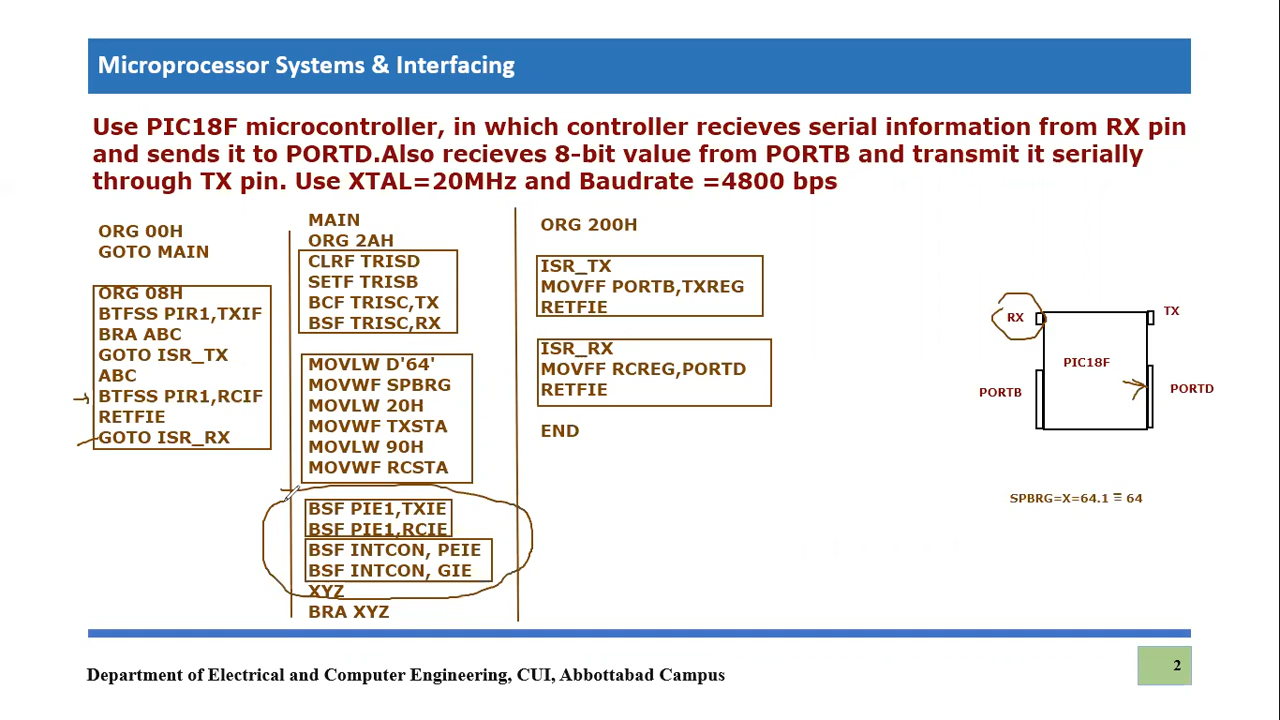 Microprocessor Systems & Interfacing
Use PIC18F microcontroller, in which controller recieves serial information from RX pin
and sends it to PORTD.Also recieves 8-bit value from PORTB and transmit it serially
through TX pin. Use XTAL=20MHz and Baudrate =4800 bps
ORG 00H
GOTO MAIN
ORG 08H
BTFSS PIR1,TXIF
BRA ABC
GOTO ISR_TX
ABC
BTFSS PIR1,RCIF
RETFIE
GOTO ISR_RX
MAIN
ORG 2AH
CLRF TRISD
SETF TRISB
BCF TRISC,TX
BSF TRISC,RX
MOVLW D'64'
MOVWF SPBRG
MOVLW 20H
MOVWF TXSTA
MOVLW 90H
MOVWF RCSTA
BSF PIE1,TXIE
BSF PIE1,RCIE
BSF INTCON, PEIE
BSF INTCON, GIE
XYZ
BRA XYZ
ORG 200H
ISR_TX
MOVFF PORTB,TXREG
RETFIE
ISR_RX
MOVFF RCREG,PORTD
RETFIE
END
RX
TX
PIC18F
PORTB
PORTD
SPBRG=X=64.1 ≅ 64
Department of Electrical and Computer Engineering, CUI, Abbottabad Campus
2